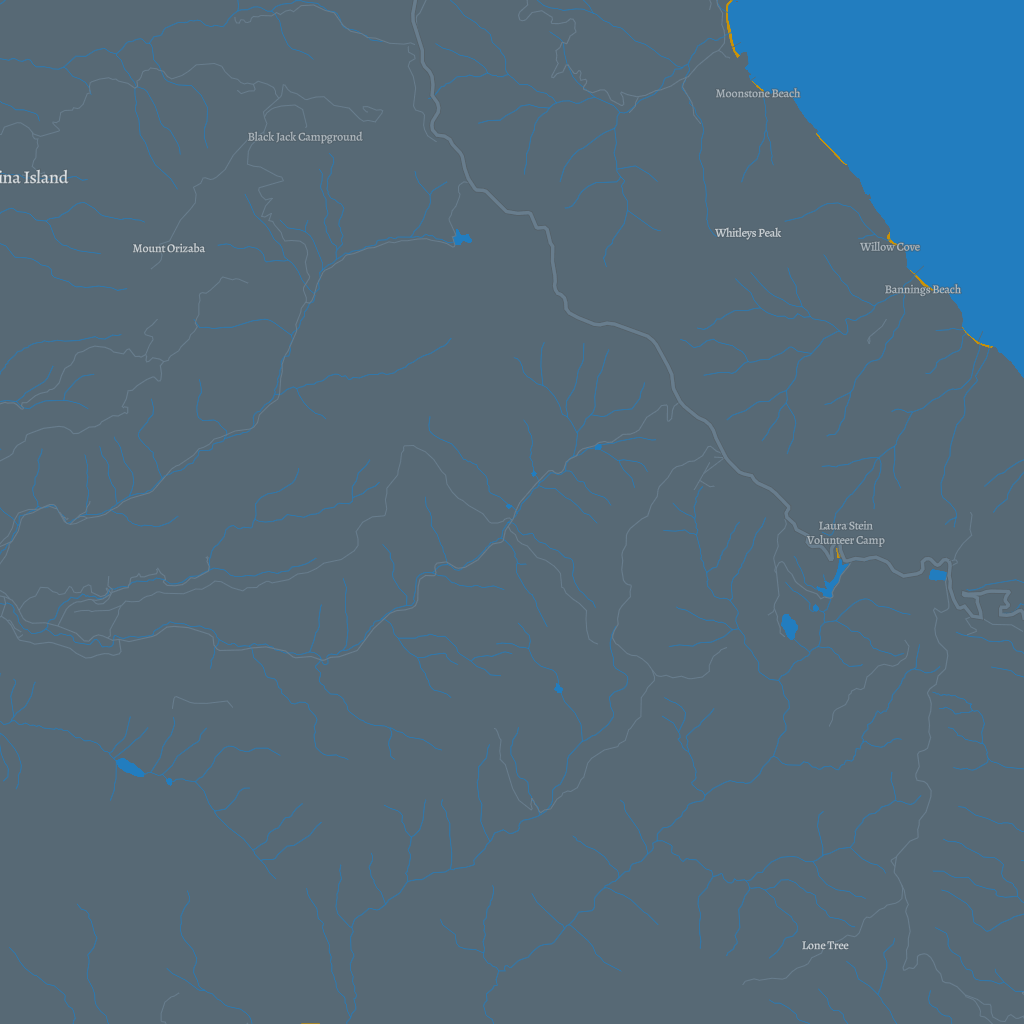 Moonstone Beach
Black Jack Campground
ina Island
Whitleys Peak
Mount Orizaba
Willow Cove
Bannings Beach
Laura Stein
Volunteer Camp
Lone Tree